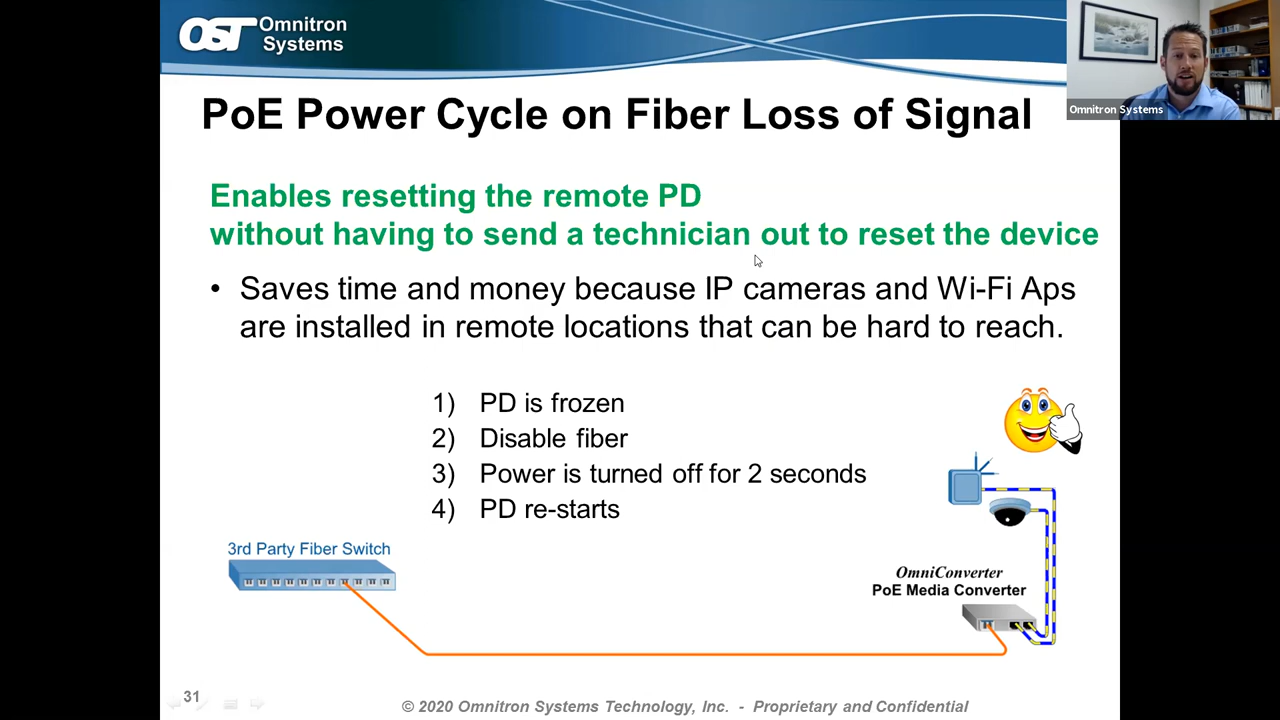 OST Omnitron
Systems
Omnitron Systems
PoE Power Cycle on Fiber Loss of Signal
Enables resetting the remote PD
without having to send a technician out to reset the device
• Saves time and money because IP cameras and Wi-Fi Aps
are installed in remote locations that can be hard to reach.
1) PD is frozen
2) Disable fiber
3) Power is turned off for 2 seconds
4) PD re-starts
3rd Party Fiber Switch
OmniConverter
PoE Media Converter
31
© 2020 Omnitron Systems Technology, Inc. - Proprietary and Confidential